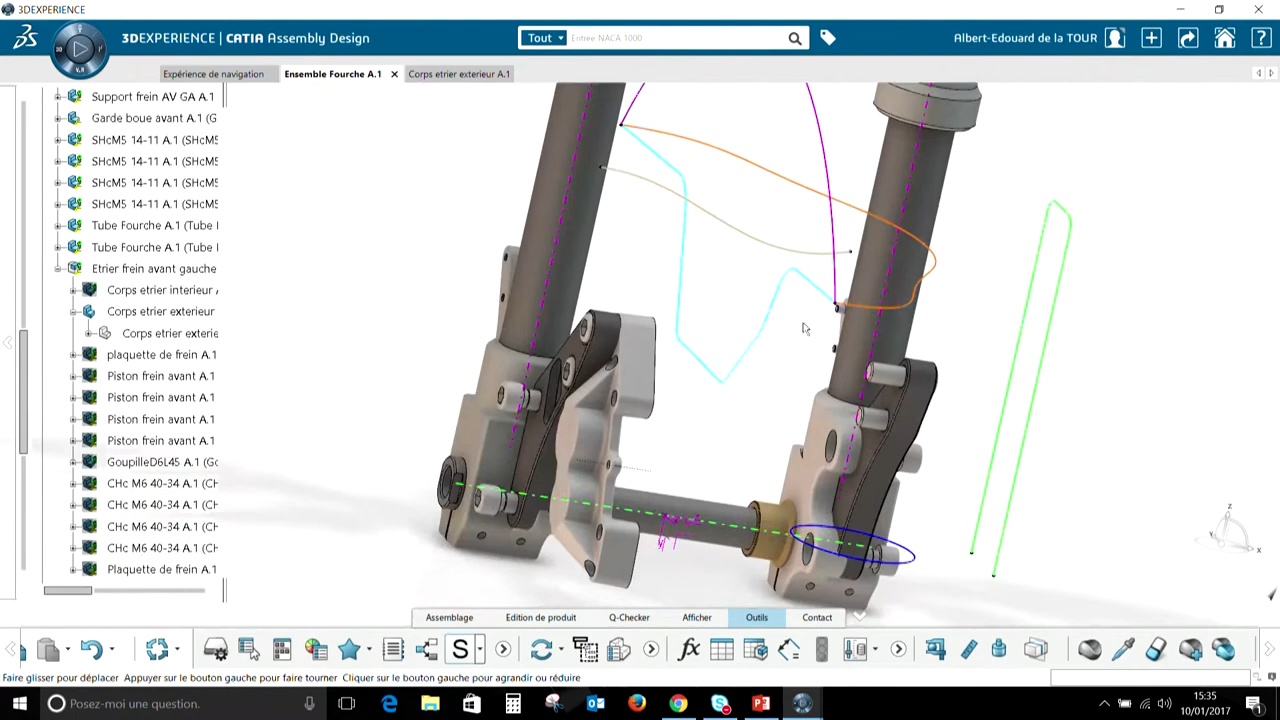 3DEXPERIENCE
3DEXPERIENCE | CATIA Assembly Design
Tout
Entrée NACA 1000
Albert-Edouard de la TOUR
Expérience de navigation
Ensemble Fourche A.1
Corps etrier exterieur A.1
Support frein AV GA A.1
Garde boue avant A.1 (G
SHcM5 14-11 A.1 (SHcM5
SHcM5 14-11 A.1 (SHcM5
SHcM5 14-11 A.1 (SHcM5
SHcM5 14-11 A.1 (SHcM5
Tube Fourche A.1 (Tube
Tube Fourche A.1 (Tube
Etrier frein avant gauche
Corps etrier interieur
Corps etrier exterieur
Corps etrier exterie
plaquette de frein A.1
Piston frein avant A.1
Piston frein avant A.1
Piston frein avant A.1
Piston frein avant A.1
GoupilleD6L45 A.1 (Go
CHc M6 40-34 A.1 (CH
CHc M6 40-34 A.1 (CH
CHc M6 40-34 A.1 (CH
CHc M6 40-34 A.1 (CH
Plaquette de frein A.1
Z
Y
X
Assemblage
Edition de produit
Q-Checker
Afficher
Outils
Contact
S
fx
Faire glisser pour déplacer Appuyer sur le bouton gauche pour faire tourner Cliquer sur le bouton gauche pour agrandir ou réduire
Posez-moi une question.
15:35
10/01/2017